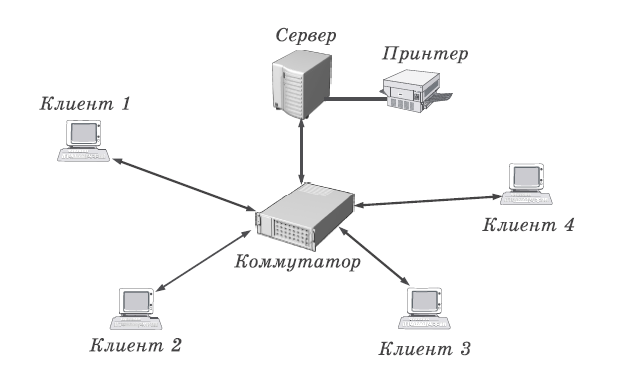 Сервер
Принтер
Клиент 1
Клиент 4
Коммутатор
Клиент 2
Клиент 3